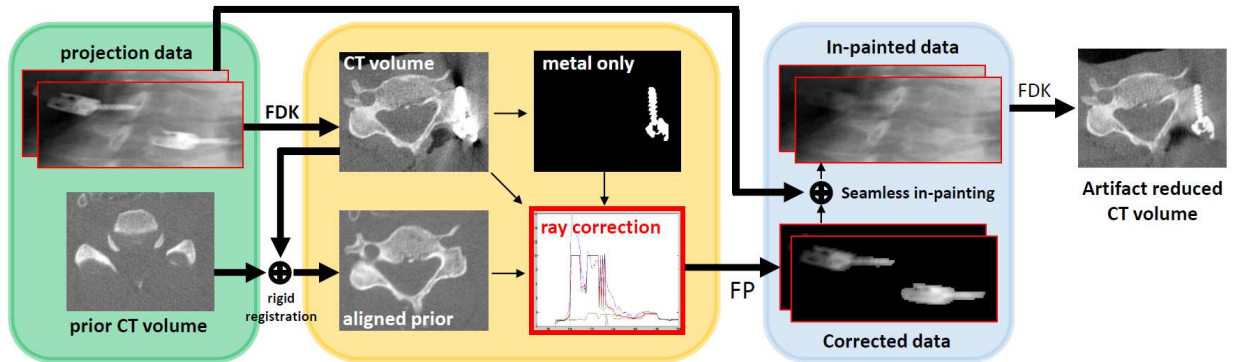 projection data
FDK
prior CT volume
rigid
registration
CT volume
metal only
aligned prior
ray correction
FP
In-painted data
Seamless in-painting
Corrected data
FDK
Artifact reduced
CT volume